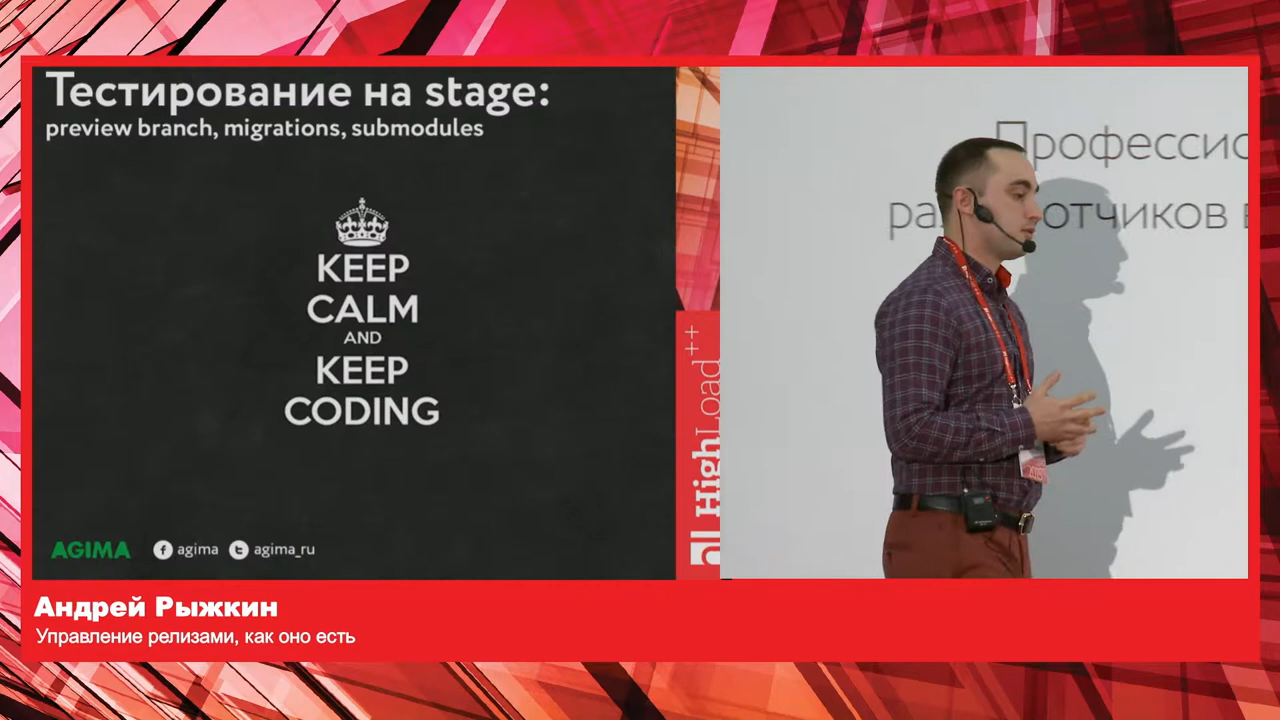 Тестирование на stage:
preview branch, migrations, submodules
KEEP
CALM
AND
KEEP
CODING
AGIMA
agima
agima_ru
HighLoad++
Профессио
отчиков
Андрей Рыжкин
Управление релизами, как оно есть